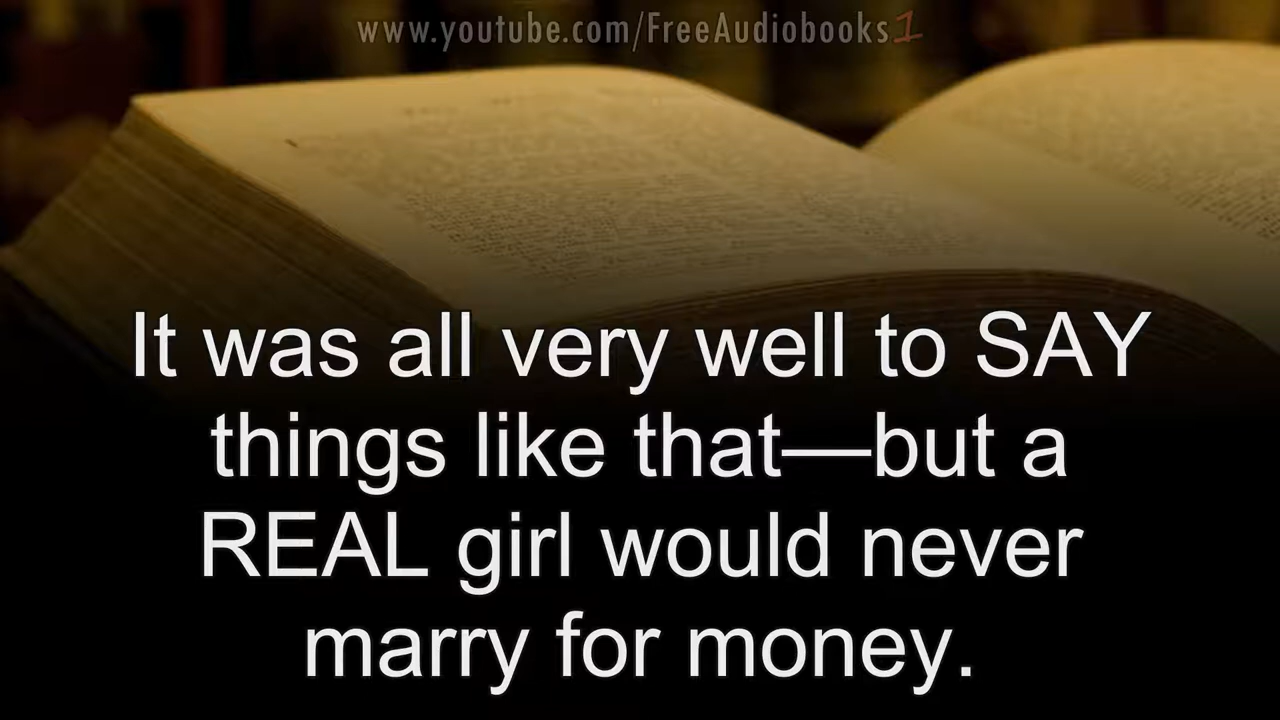 www.youtube.com/FreeAudiobooks1
It was all very well to SAY
things like that—but a
REAL girl would never
marry for money.